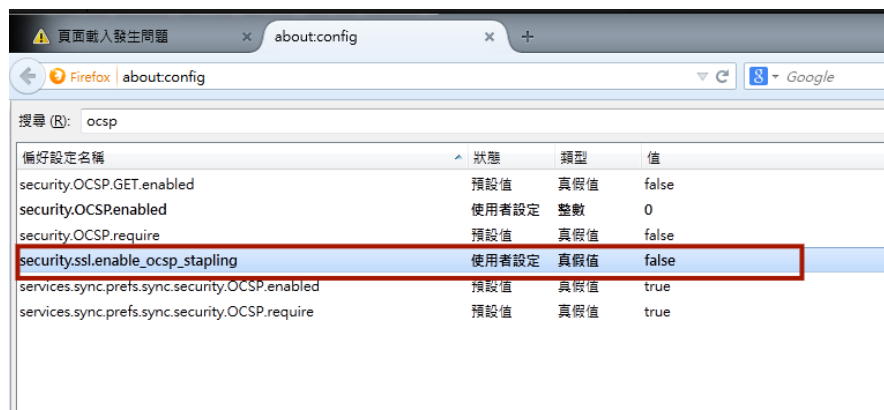 頁面載入發生問題 about:config
Firefox about:config Google
搜尋 (R): ocsp
偏好設定名稱 狀態 類型 值
security.OCSP.GET.enabled 預設值 真假值 false
security.OCSP.enabled 使用者設定 整數 0
security.OCSP.require 預設值 真假值 false
security.ssl.enable_ocsp_stapling 使用者設定 真假值 false
services.sync.prefs.sync.security.OCSP.enabled 預設值 真假值 true
services.sync.prefs.sync.security.OCSP.require 預設值 真假值 true